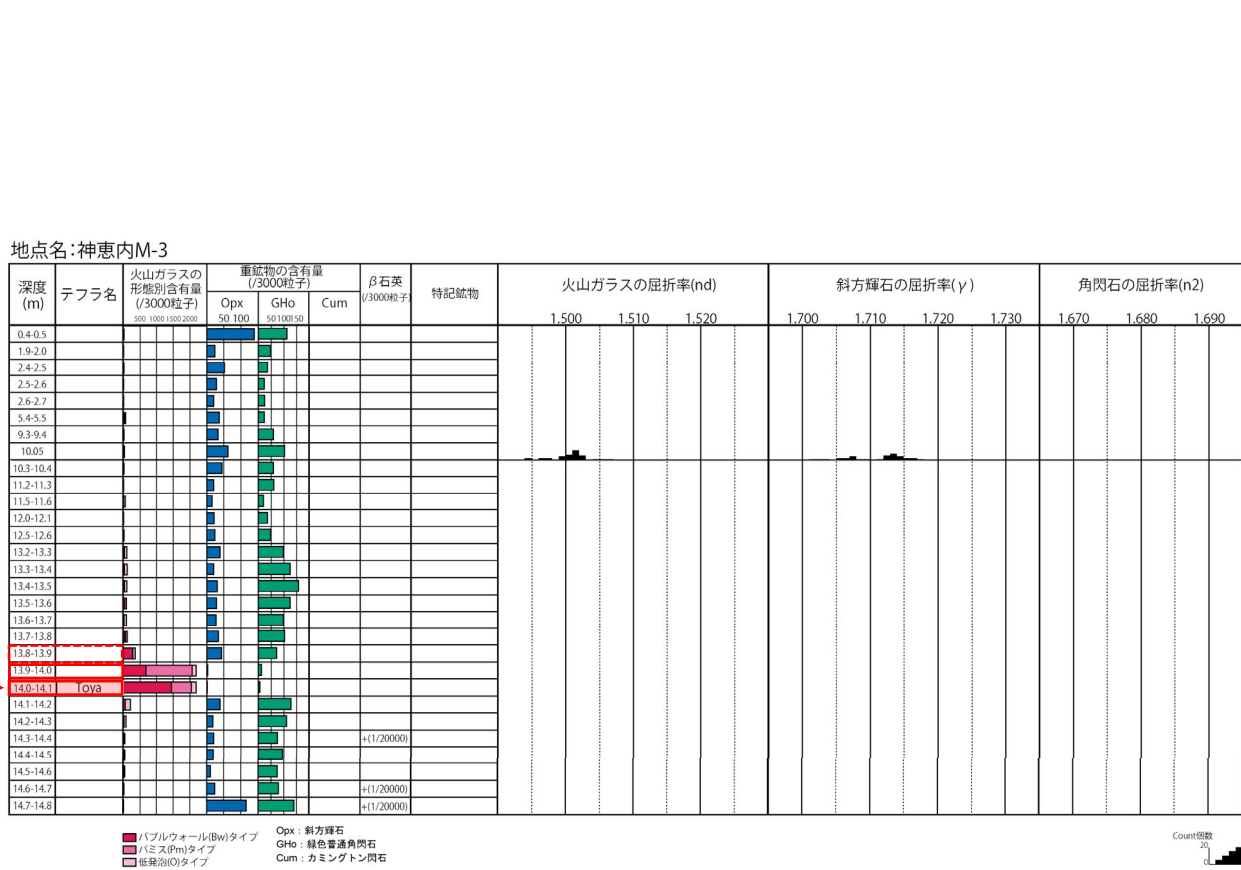 地点名:神恵内M-3
深度
(m)
テフラ名
火山ガラスの
形態別含有量
(/3000粒子)
500 1000 1500 2000
重鉱物の含有量
(/3000粒子)
Opx GHo Cum
50 100 50 100 150
β石英
(/3000粒子)
特記鉱物
火山ガラスの屈折率(nd)
1.500 1.510 1.520
斜方輝石の屈折率(γ)
1.700 1.710 1.720 1.730
角閃石の屈折率(n2)
1.670 1.680 1.690
0.4-0.5
1.9-2.0
2.4-2.5
2.5-2.6
2.6-2.7
5.4-5.5
9.3-9.4
10.05
10.3-10.4
11.2-11.3
11.5-11.6
12.0-12.1
12.5-12.6
13.2-13.3
13.3-13.4
13.4-13.5
13.5-13.6
13.6-13.7
13.7-13.8
13.8-13.9
13.9-14.0
14.0-14.1 Toya
14.1-14.2
14.2-14.3
14.3-14.4 +(1/20000)
14.4-14.5
14.5-14.6
14.6-14.7 +(1/20000)
14.7-14.8 +(1/20000)
バブルウォール(Bw)タイプ
パミス(Pm)タイプ
低発泡(O)タイプ
Opx:斜方輝石
GHo:緑色普通角閃石
Cum:カミングトン閃石
Count個数
20
0